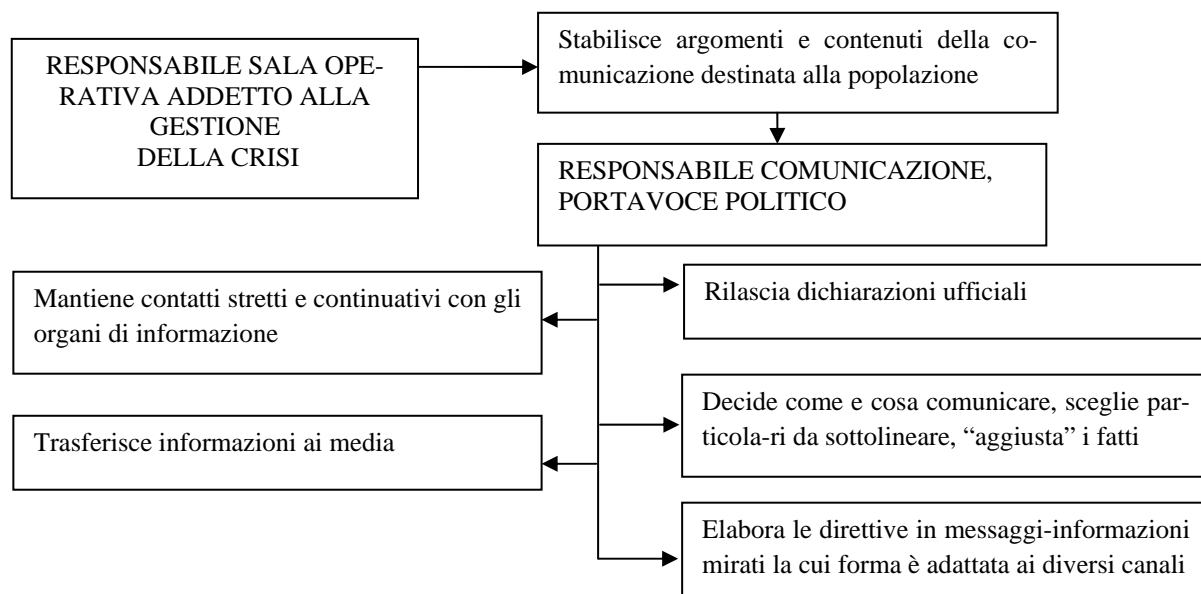 RESPONSABILE SALA OPE-
RATIVA ADDETTO ALLA
GESTIONE
DELLA CRISI
Stabilisce argomenti e contenuti della co-
municazione destinata alla popolazione
RESPONSABILE COMUNICAZIONE,
PORTAVOCE POLITICO
Mantiene contatti stretti e continuativi con gli
organi di informazione
Rilascia dichiarazioni ufficiali
Trasferisce informazioni ai media
Decide come e cosa comunicare, sceglie par-
ticola-ri da sottolineare, “aggiusta” i fatti
Elabora le direttive in messaggi-informazioni
mirati la cui forma è adattata ai diversi canali